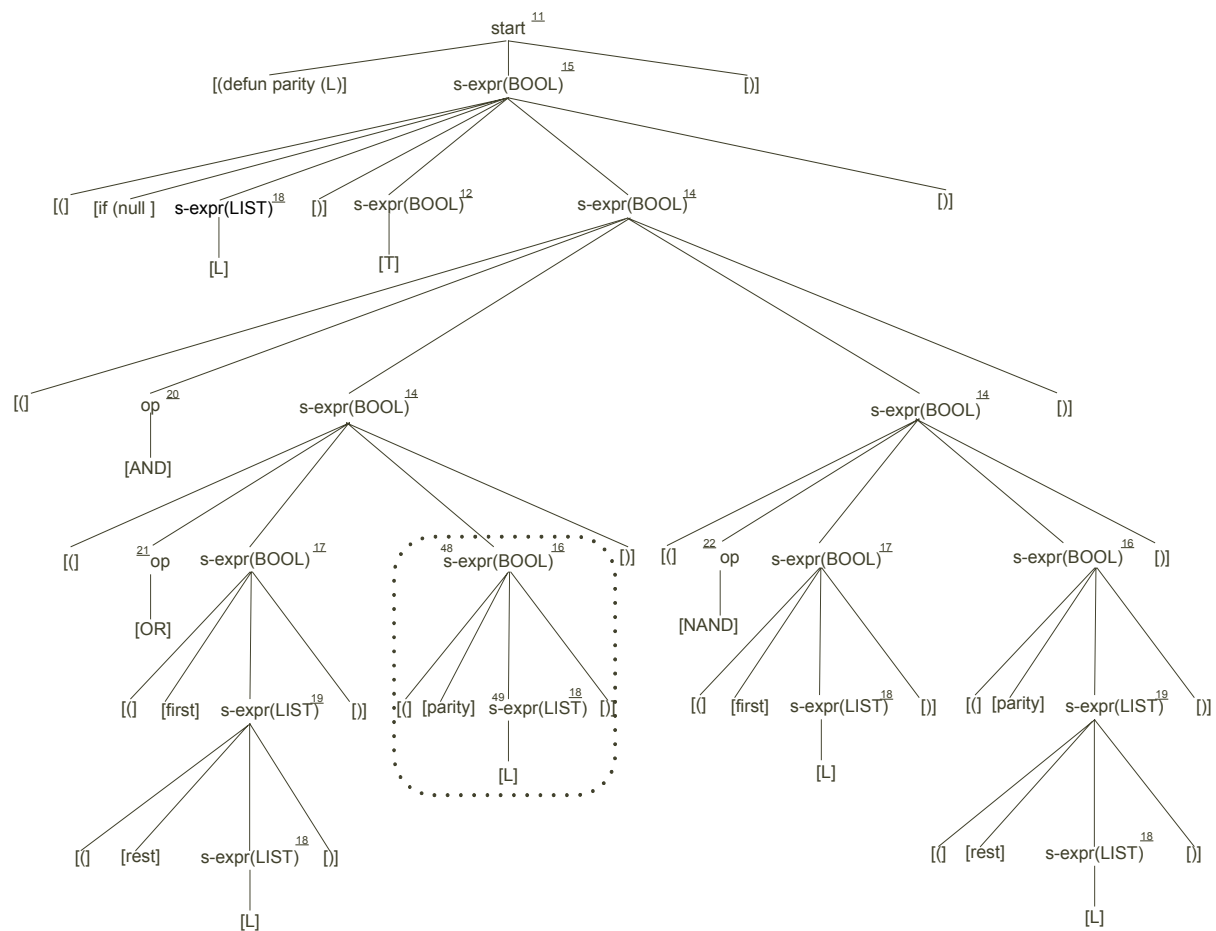 start 11
[(defun parity (L)] s-expr(BOOL) 15 [)]
[(] [if (null ] s-expr(LIST) 18 [)] s-expr(BOOL) 12 s-expr(BOOL) 14 [)]
[L] [T]
[(] op 20 s-expr(BOOL) 14 s-expr(BOOL) 14 [)]
[AND]
[(] 21 op s-expr(BOOL) 17 48 s-expr(BOOL) 16 [)] [(] 22 op s-expr(BOOL) 17 s-expr(BOOL) 16 [)]
[OR] [NAND]
[(] [first] s-expr(LIST) 19 [)] [(] [parity] 49 s-expr(LIST) 18 [)] [(] [first] s-expr(LIST) 18 [)] [(] [parity] s-expr(LIST) 19 [)]
[L] [L]
[(] [rest] s-expr(LIST) 18 [)] [(] [rest] s-expr(LIST) 18 [)]
[L] [L]